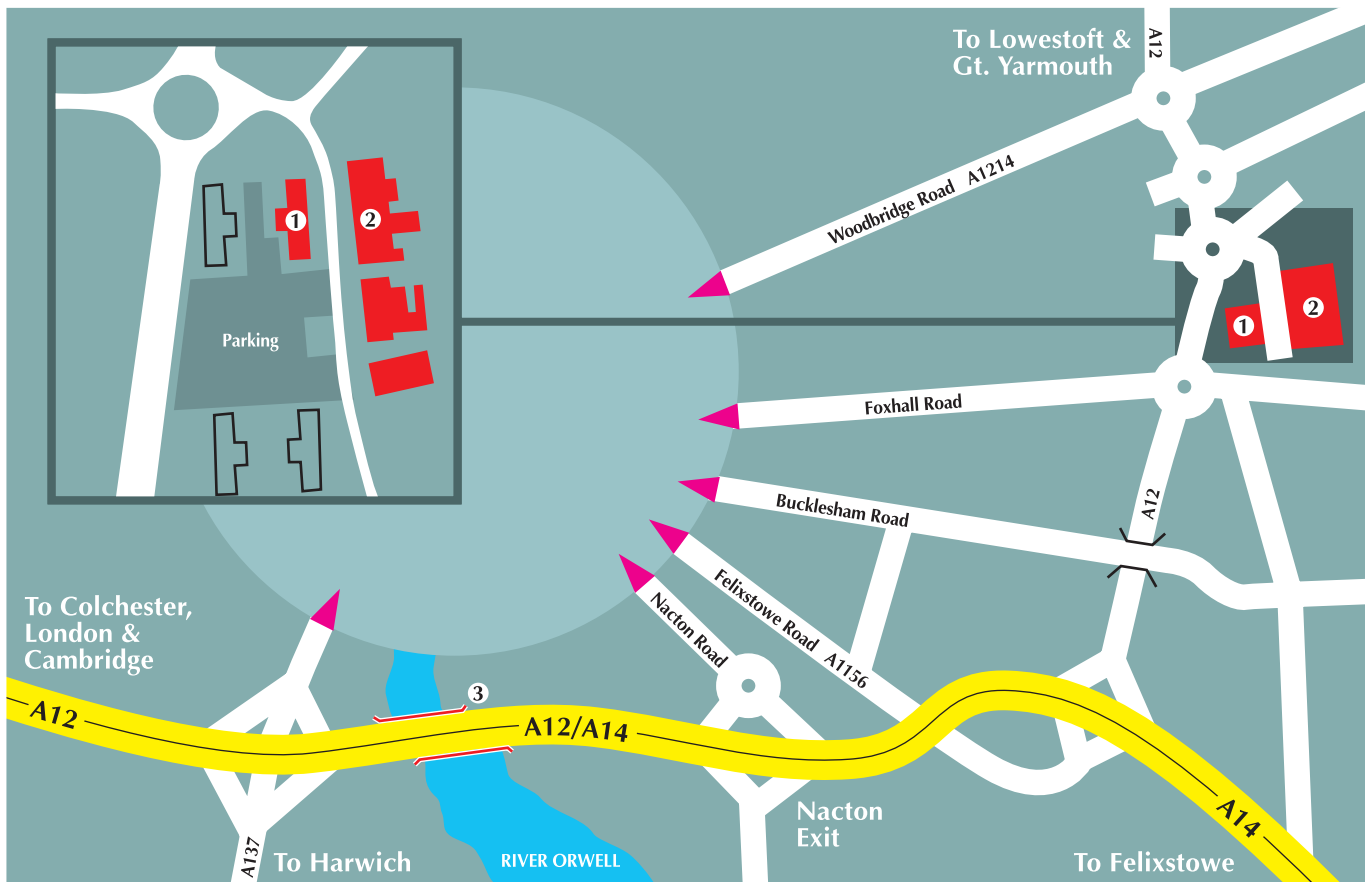 To Lowestoft &
Gt. Yarmouth
A12
Woodbridge Road A1214
1
2
Parking
1
2
Foxhall Road
A12
Bucklesham Road
Felixstowe Road A1156
Nacton Road
To Colchester,
London &
Cambridge
A12
3
A12/A14
A14
Nacton
Exit
A137
To Harwich
RIVER ORWELL
To Felixstowe